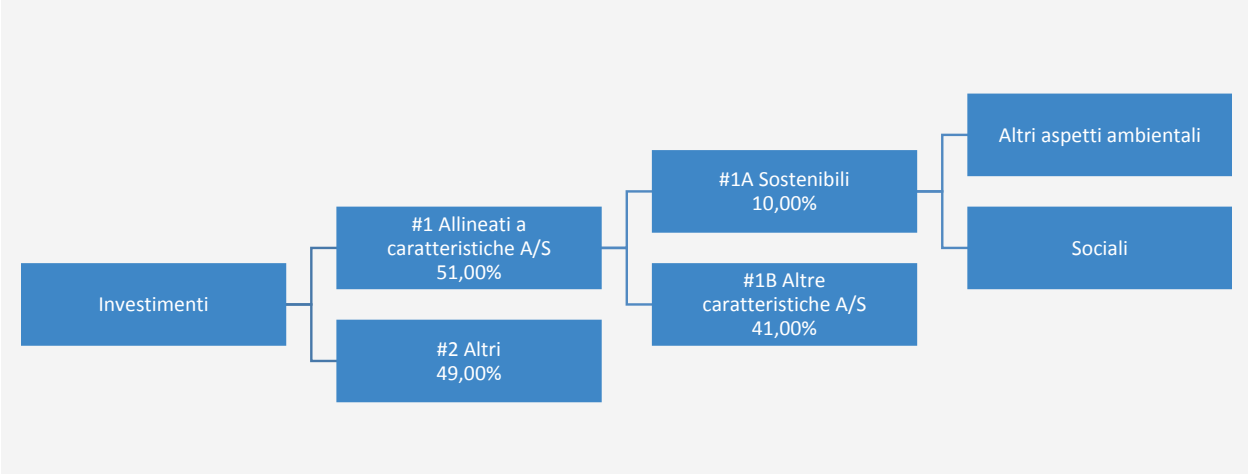 Investimenti
#1 Allineati a
caratteristiche A/S
51,00%
#2 Altri
49,00%
#1A Sostenibili
10,00%
#1B Altre
caratteristiche A/S
41,00%
Altri aspetti ambientali
Sociali